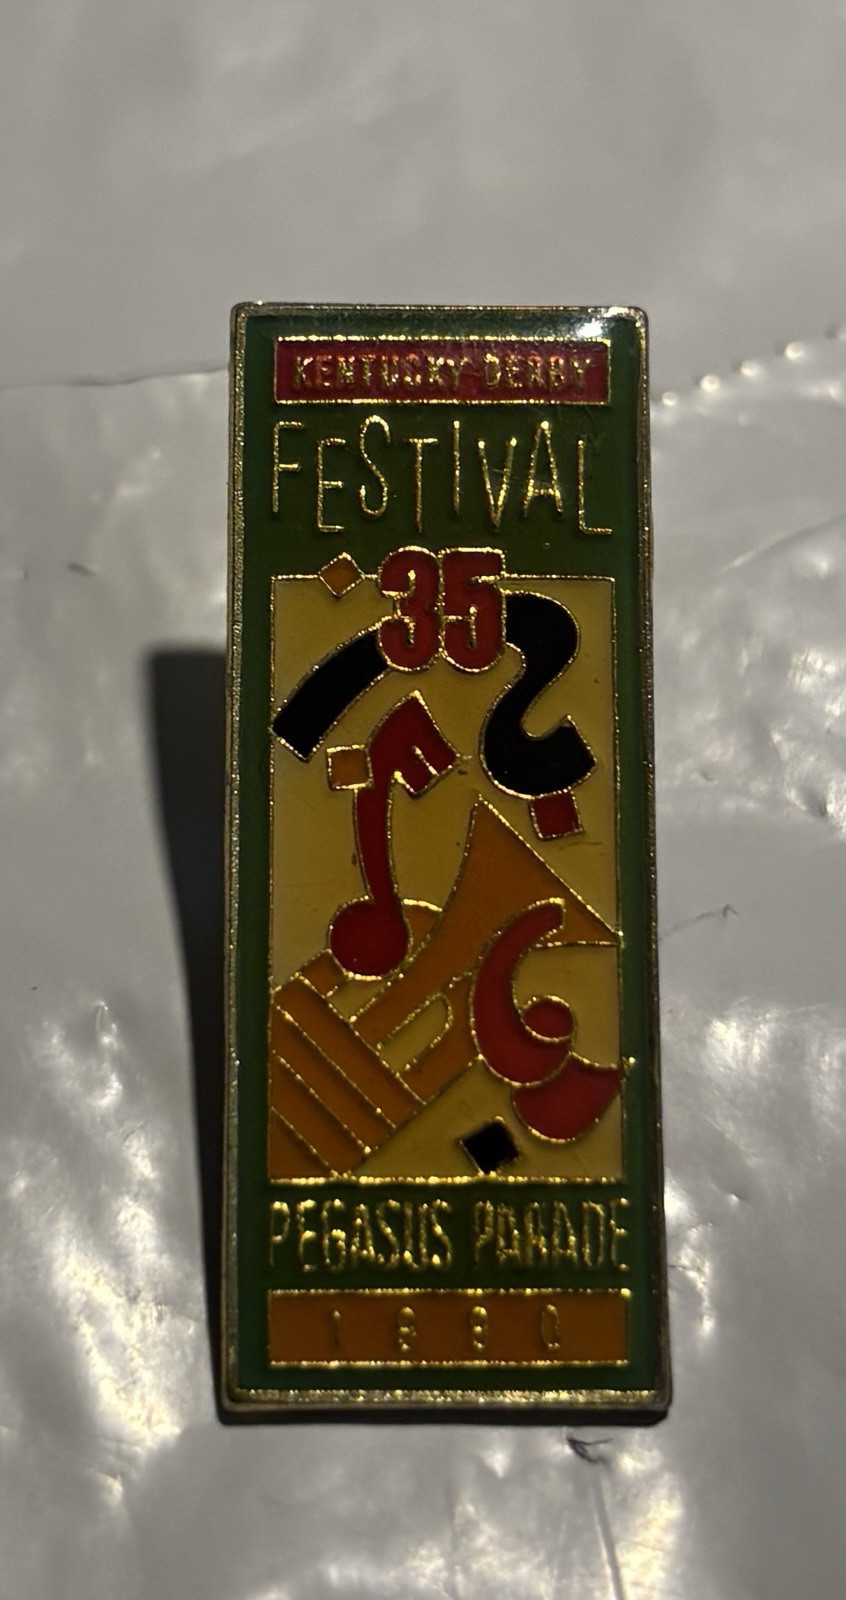 KENTUCKY DERBY
FESTIVAL
35
PEGASUS PARADE
1990